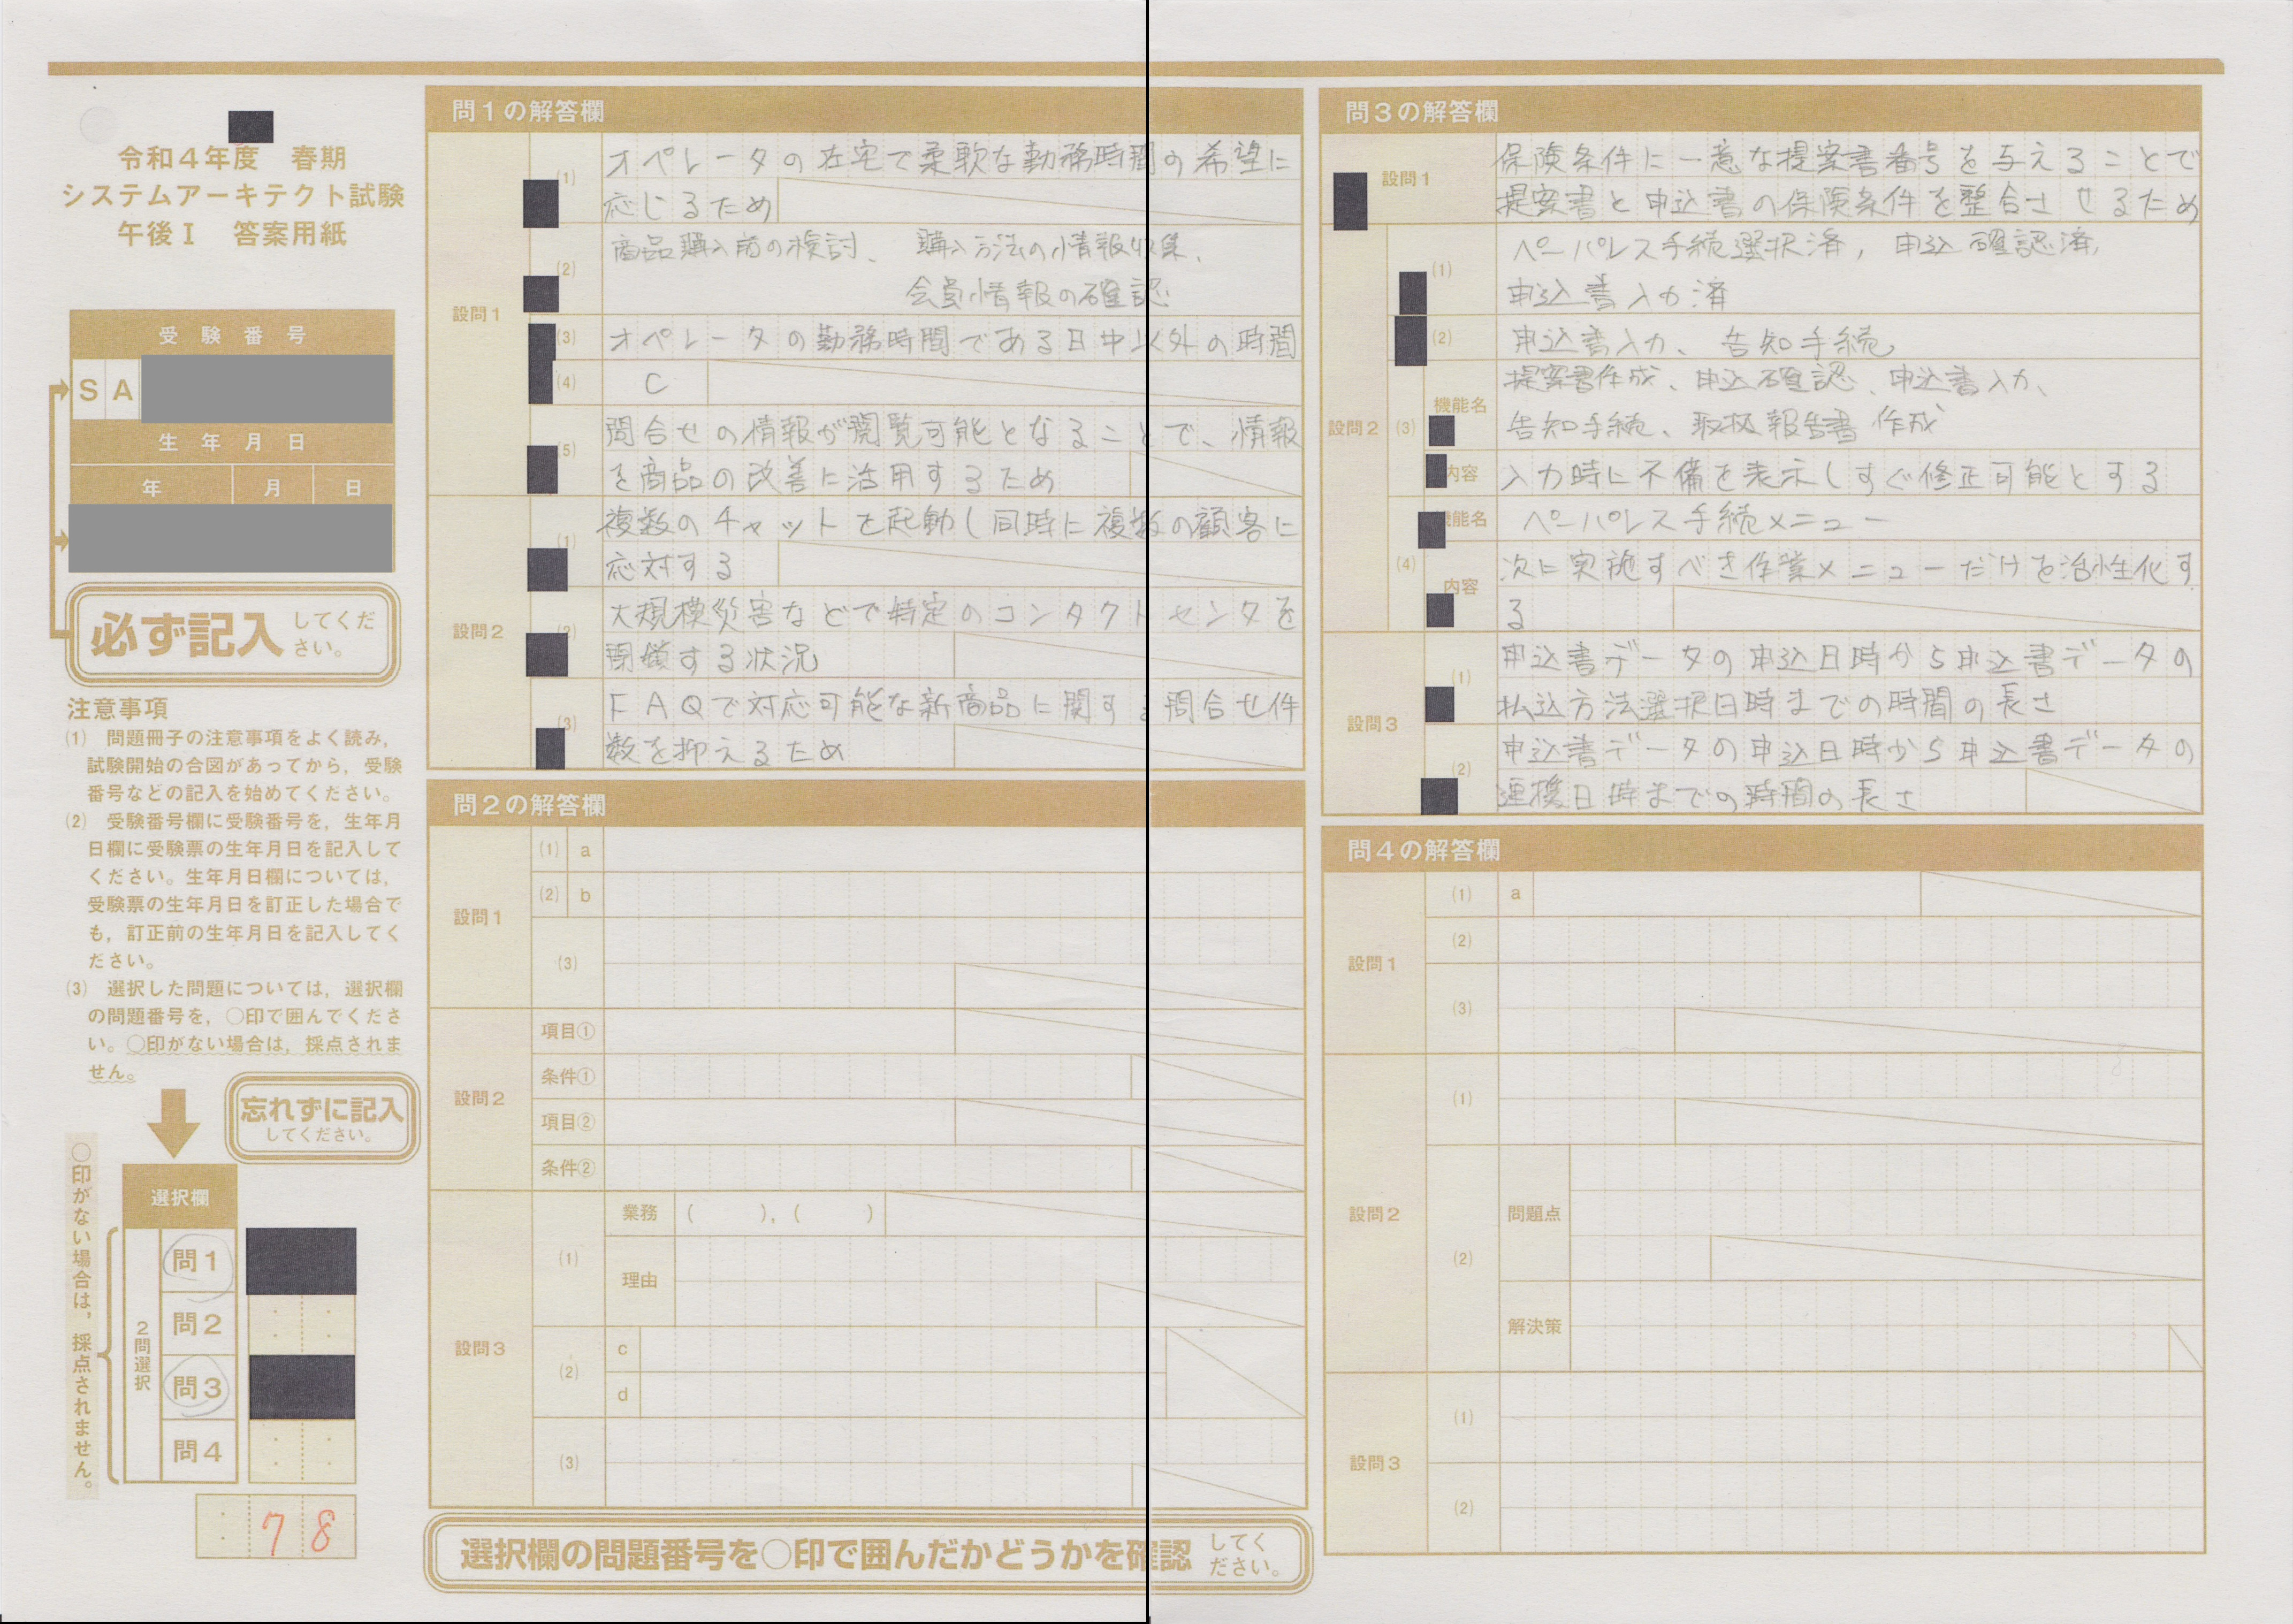 令和4年度　春期
システムアーキテクト試験
午後Ⅰ　答案用紙
受験番号
S A
生年月日
年 月 日
必ず記入してください。
注意事項
(1) 問題冊子の注意事項をよく読み,
試験開始の合図があってから, 受験
番号などの記入を始めてください。
(2) 受験番号欄に受験番号を, 生年月
日欄に受験票の生年月日を記入して
ください。生年月日欄については,
受験票の生年月日を訂正した場合で
も, 訂正前の生年月日を記入してく
ださい。
(3) 選択した問題については, 選択欄
の問題番号を, ○印で囲んでくださ
い。○印がない場合は, 採点されま
せん。
忘れずに記入
してください。
○印がない場合は, 採点されません。
選択欄
2問選択
問1
問2
問3
問4
78
問1の解答欄
設問1
(1) オペレータの在宅で柔軟な勤務時間の希望に
応じるため
(2) 商品購入前の検討、購入方法の情報収集、
会員情報の確認
(3) オペレータの勤務時間である日中以外の時間
(4) C
(5) 問合せの情報が閲覧可能となることで、情報
を商品の改善に活用するため
設問2
(1) 複数のチャットを起動し同時に複数の顧客に
応対する
(2) 大規模災害などで特定のコンタクトセンタを
閉鎖する状況
(3) FAQで対応可能な新商品に関する問合せ件
数を抑えるため
問2の解答欄
設問1
(1) a
(2) b
(3)
設問2
項目①
条件①
項目②
条件②
設問3
(1) 業務 (　　), (　　)
理由
(2) c
d
(3)
選択欄の問題番号を○印で囲んだかどうかを確認してください。
問3の解答欄
設問1 保険条件に一意な提案書番号を与えることで
提案書と申込書の保険条件を整合させるため
設問2
(1) ペーパレス手続選択済, 申込確認済,
申込書入力済
(2) 申込書入力、告知手続
(3) 機能名 提案書作成、申込確認、申込書入力、
告知手続、取扱報告書作成
内容 入力時に不備を表示しすぐ修正可能とする
(4) 機能名 ペーパレス手続メニュー
内容 次に実施すべき作業メニューだけを活性化す
る
設問3
(1) 申込書データの申込日時から申込書データの
払込方法選択日時までの時間の長さ
(2) 申込書データの申込日時から申込書データの
連携日時までの時間の長さ
問4の解答欄
設問1
(1) a
(2)
(3)
設問2
(1)
(2) 問題点
解決策
設問3
(1)
(2)